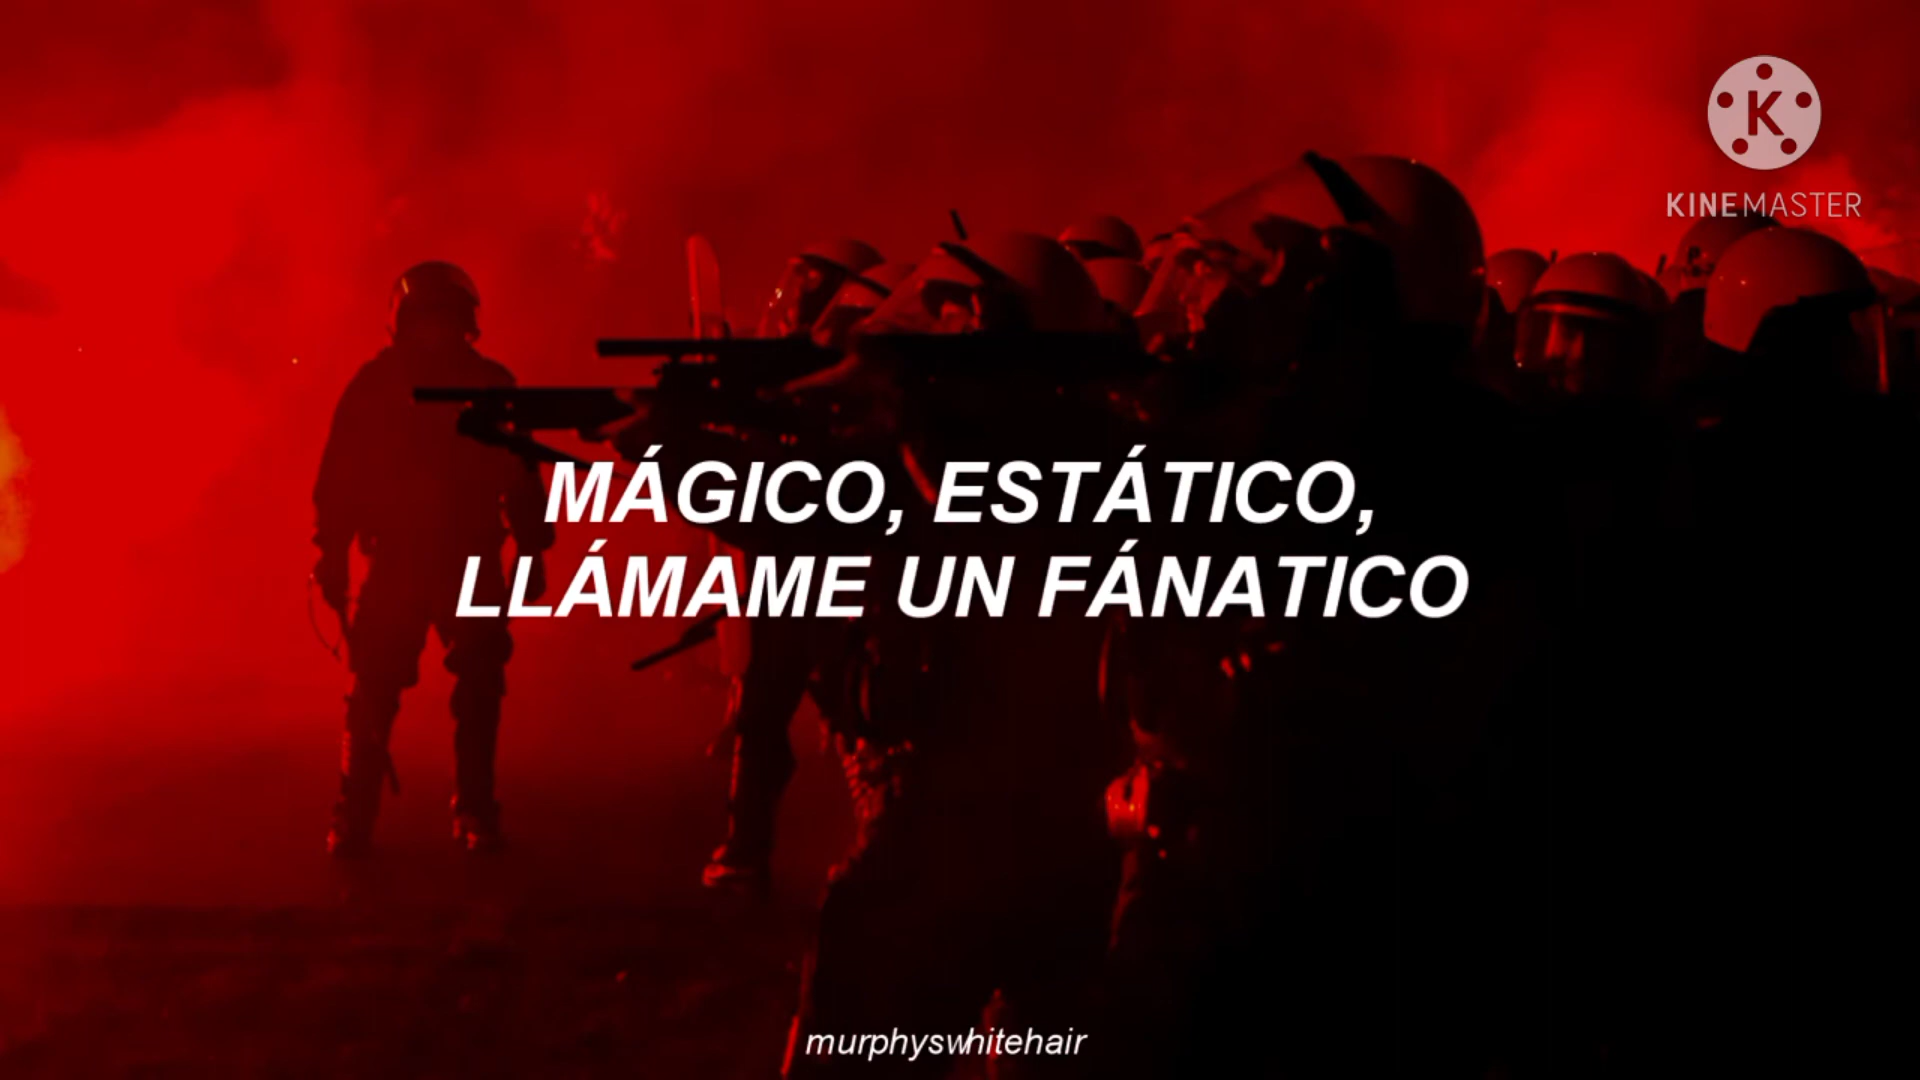 K
KINEMASTER
MÁGICO, ESTÁTICO,
LLÁMAME UN FÁNATICO
murphyswhitehair